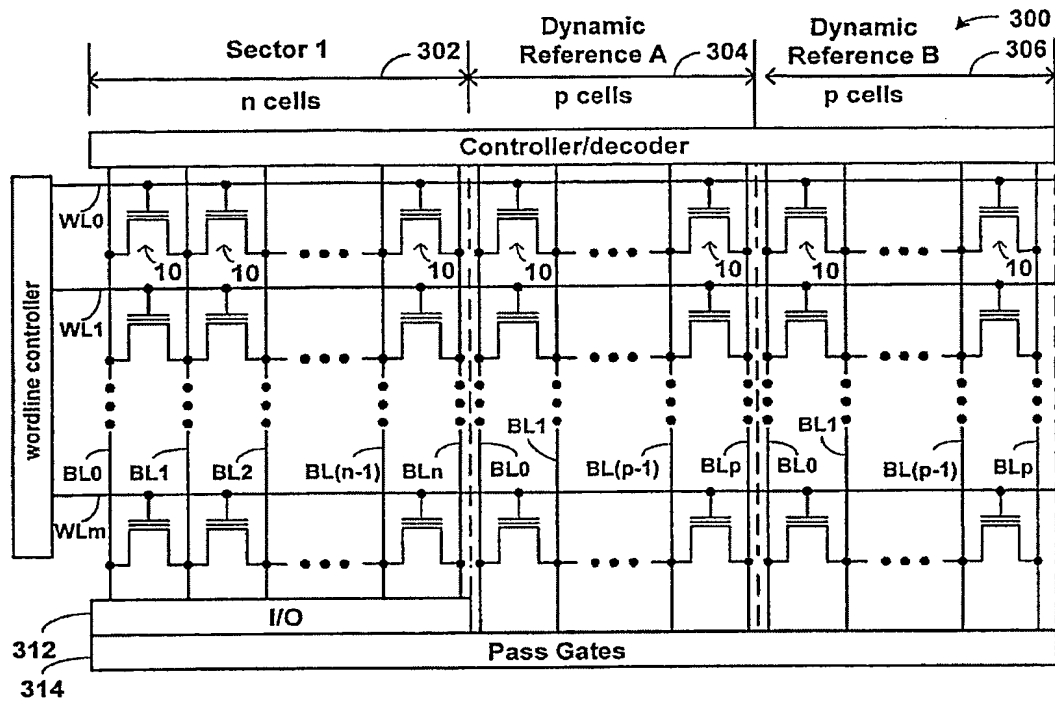 300
Sector 1
Dynamic Reference A
Dynamic Reference B
302
304
306
n cells
p cells
p cells
Controller/decoder
wordline controller
WL0
10
10
10
10
10
10
10
WL1
BL0
BL1
BL2
BL(n-1)
BLn
BL0
BL1
BL(p-1)
BLp
BL0
BL1
BL(p-1)
BLp
WLm
I/O
312
Pass Gates
314